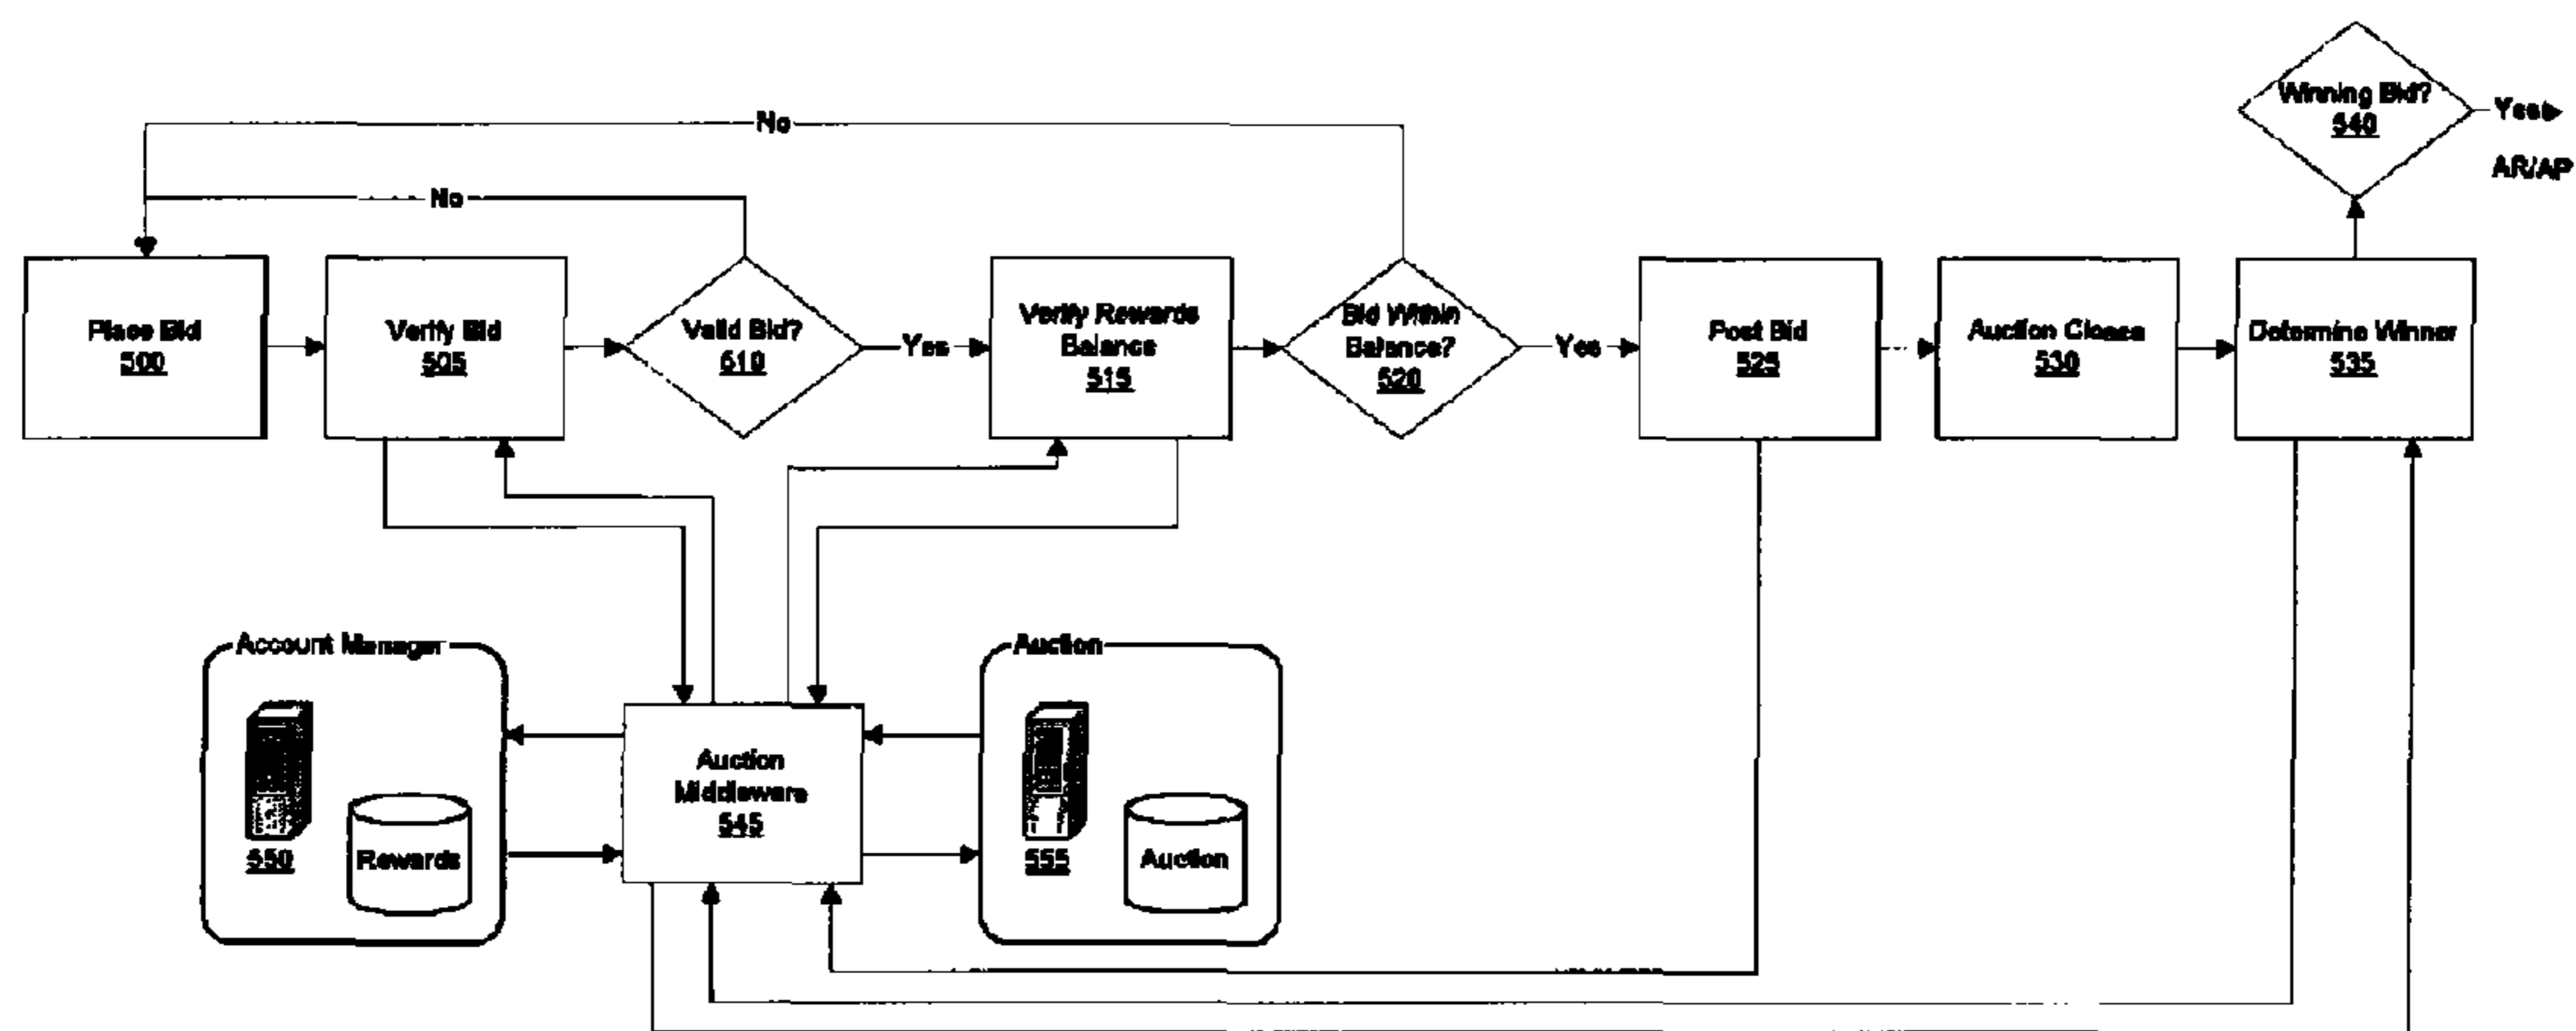 Winning Bid?
540
Yes
AR/AP
No
No
Place Bid
500
Verify Bid
505
Valid Bid?
510
Yes
Verify Rewards
Balance
515
Bid Within
Balance?
520
Yes
Post Bid
525
Auction Closes
530
Determine Winner
535
Account Manager
550
Rewards
Auction
Middleware
545
Auction
555
Auction